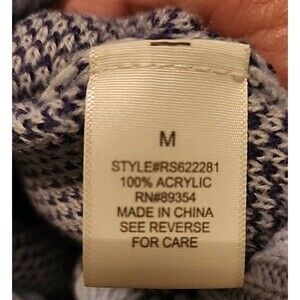 M
STYLE#RS622281
100% ACRYLIC
RN#89354
MADE IN CHINA
SEE REVERSE
FOR CARE